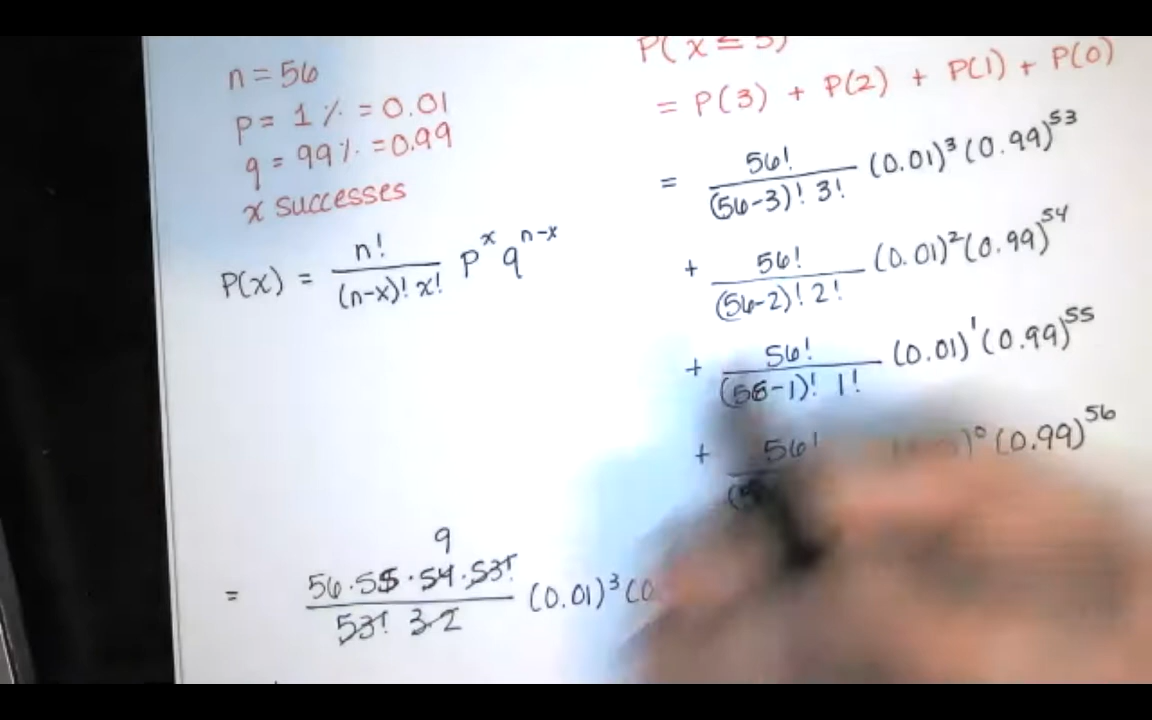 n = 56
p = 1 % = 0.01
q = 99 % = 0.99
x successes
P(x) = n! / (n-x)! x! p^x q^(n-x)
P(x ≤ 3)
= P(3) + P(2) + P(1) + P(0)
= 56! / (56-3)! 3! (0.01)^3 (0.99)^53
+ 56! / (56-2)! 2! (0.01)^2 (0.99)^54
+ 56! / (56-1)! 1! (0.01)^1 (0.99)^55
+ 56! )^0 (0.99)^56
9
= 56·55·54·53! / 53! 3·2 (0.01)^3 (0